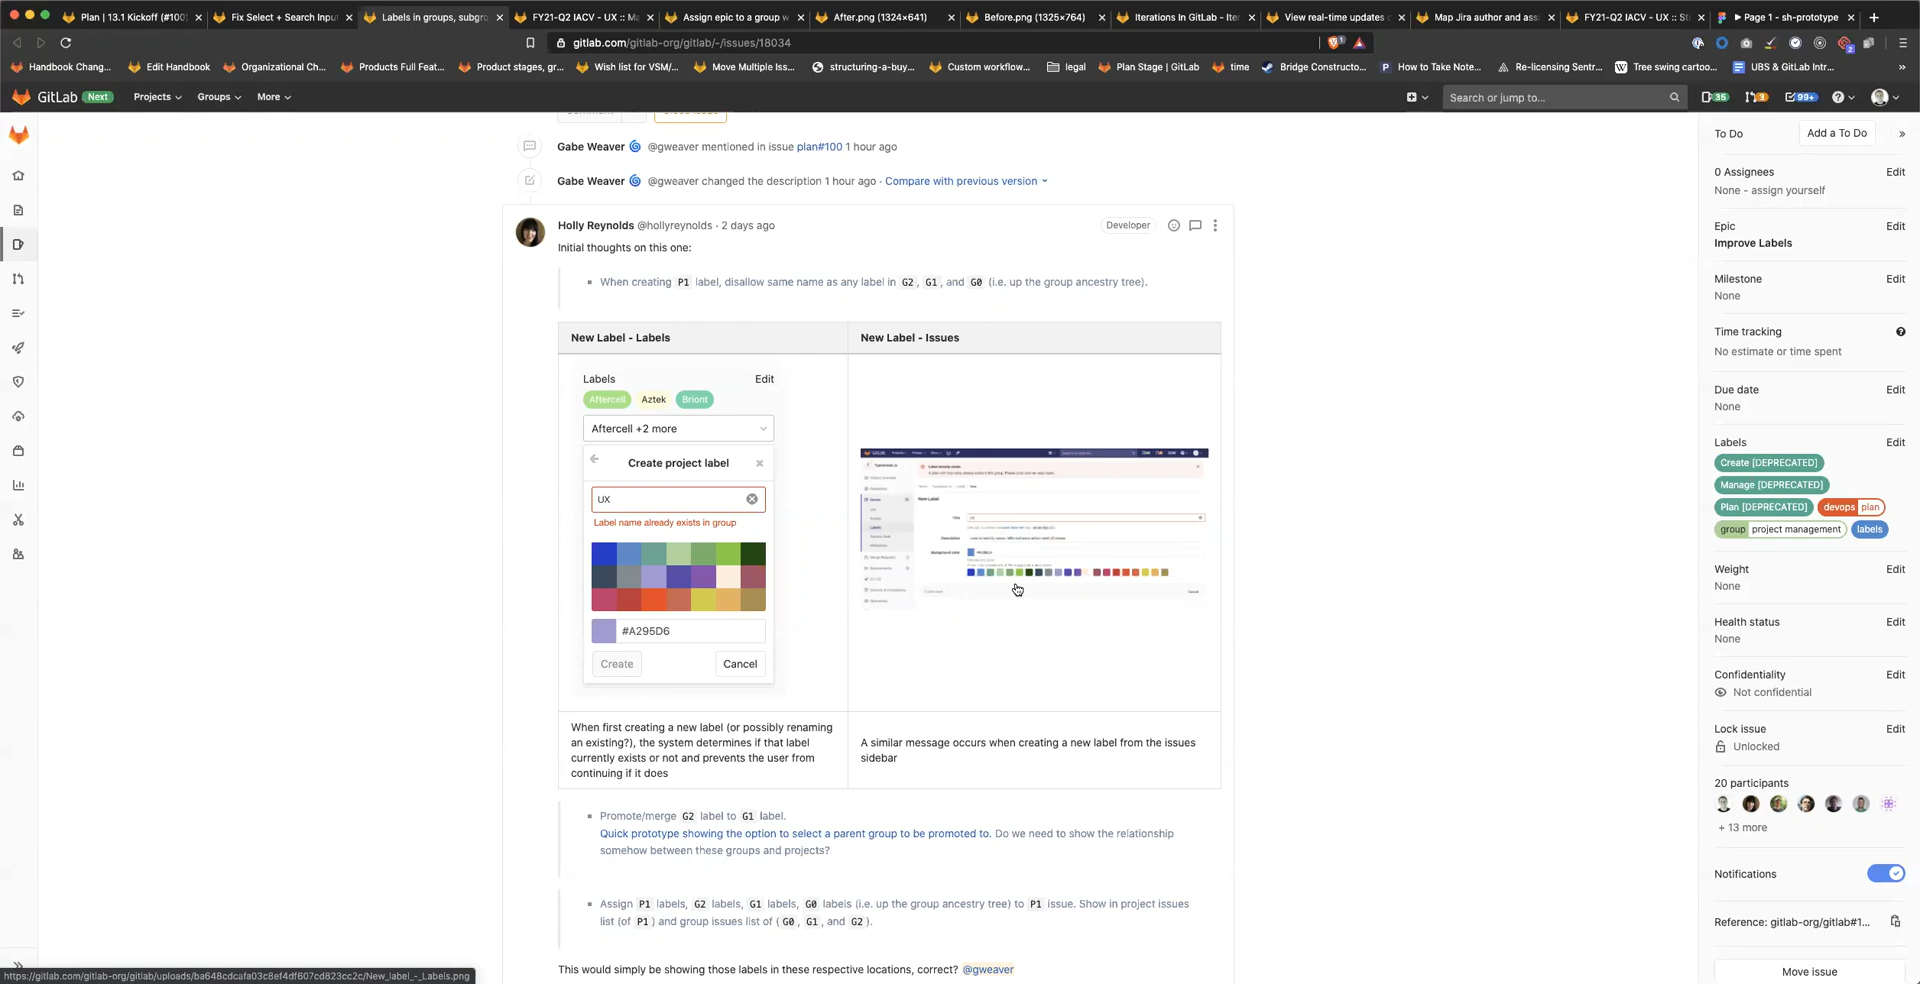 Plan | 13.1 Kickoff (#100)
Fix Select + Search Input
Labels in groups, subgro
FY21-Q2 IACV - UX :: Ma
Assign epic to a group w
After.png (1324×641)
Before.png (1325×764)
Iterations In GitLab - Iter
View real-time updates o
Map Jira author and ass
FY21-Q2 IACV - UX :: St
Page 1 - sh-prototype
gitlab.com/gitlab-org/gitlab/-/issues/18034
Handbook Chang...
Edit Handbook
Organizational Ch...
Products Full Feat...
Product stages, gr...
Wish list for VSM/...
Move Multiple Iss...
structuring-a-buy...
Custom workflow...
legal
Plan Stage | GitLab
time
Bridge Constructo...
How to Take Note...
Re-licensing Sentr...
Tree swing cartoo...
UBS & GitLab Intr...
GitLab Next Projects Groups More
Search or jump to...
35
3
99+
Gabe Weaver @gweaver mentioned in issue plan#100 1 hour ago
Gabe Weaver @gweaver changed the description 1 hour ago · Compare with previous version
Holly Reynolds @hollyreynolds · 2 days ago
Developer
Initial thoughts on this one:
When creating P1 label, disallow same name as any label in G2, G1, and G0 (i.e. up the group ancestry tree).
New Label - Labels
New Label - Issues
Labels Edit
Aftercell Aztek Briont
Aftercell +2 more
Create project label
UX
Label name already exists in group
#A295D6
Create Cancel
New Label
When first creating a new label (or possibly renaming
an existing?), the system determines if that label
currently exists or not and prevents the user from
continuing if it does
A similar message occurs when creating a new label from the issues
sidebar
Promote/merge G2 label to G1 label.
Quick prototype showing the option to select a parent group to be promoted to. Do we need to show the relationship
somehow between these groups and projects?
Assign P1 labels, G2 labels, G1 labels, G0 labels (i.e. up the group ancestry tree) to P1 issue. Show in project issues
list (of P1) and group issues list of (G0, G1, and G2).
This would simply be showing those labels in these respective locations, correct? @gweaver
https://gitlab.com/gitlab-org/gitlab/uploads/ba648cdcafa03c8ef4df607cd823cc2c/New_label_-_Labels.png
To Do Add a To Do
0 Assignees Edit
None - assign yourself
Epic Edit
Improve Labels
Milestone Edit
None
Time tracking
No estimate or time spent
Due date Edit
None
Labels Edit
Create [DEPRECATED]
Manage [DEPRECATED]
Plan [DEPRECATED] devops plan
group project management labels
Weight Edit
None
Health status Edit
None
Confidentiality Edit
Not confidential
Lock issue Edit
Unlocked
20 participants
+ 13 more
Notifications
Reference: gitlab-org/gitlab#1...
Move issue